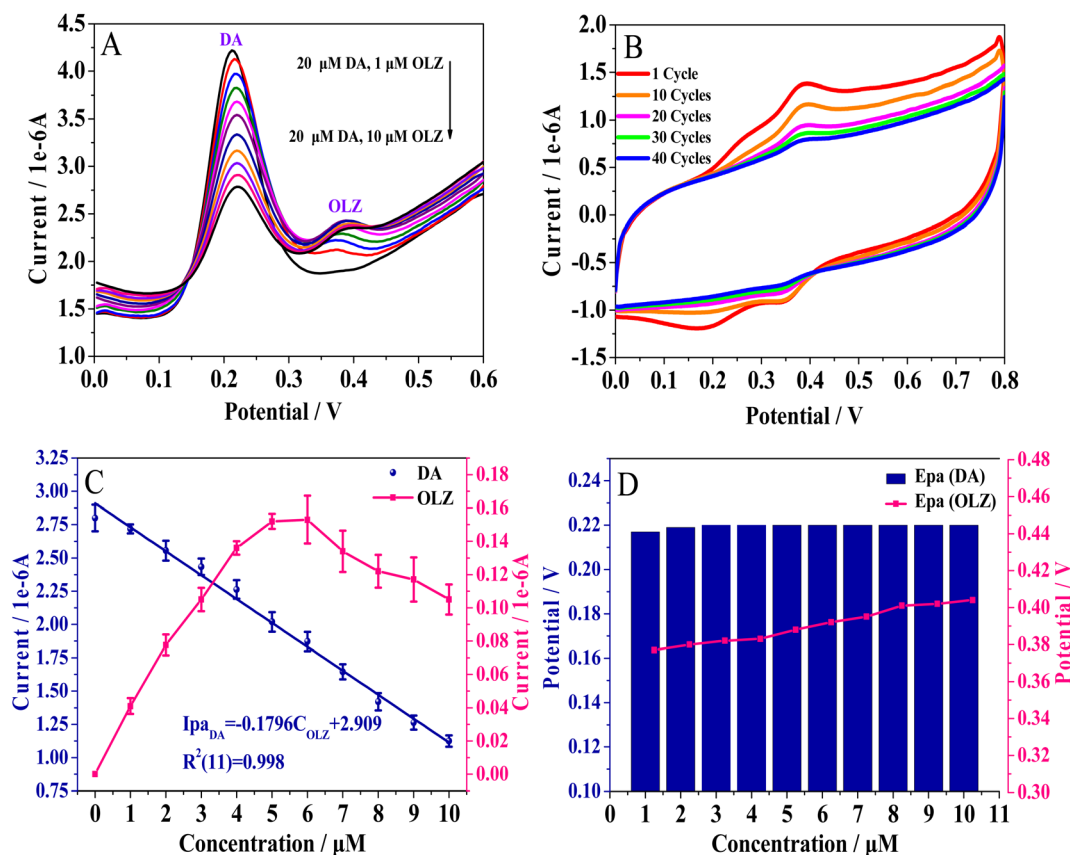 A
DA
20 μM DA, 1 μM OLZ
20 μM DA, 10 μM OLZ
OLZ
4.5
4.0
3.5
3.0
2.5
2.0
1.5
1.0
Current / 1e-6A
0.0 0.1 0.2 0.3 0.4 0.5 0.6
Potential / V
B
1 Cycle
10 Cycles
20 Cycles
30 Cycles
40 Cycles
2.0
1.5
1.0
0.5
0.0
-0.5
-1.0
-1.5
Current / 1e-6A
0.0 0.1 0.2 0.3 0.4 0.5 0.6 0.7 0.8
Potential / V
C
DA
OLZ
3.25
3.00
2.75
2.50
2.25
2.00
1.75
1.50
1.25
1.00
0.75
Current / 1e-6A
Ipa_DA=-0.1796C_OLZ+2.909
R²(11)=0.998
0 1 2 3 4 5 6 7 8 9 10
Concentration / μM
0.18
0.16
0.14
0.12
0.10
0.08
0.06
0.04
0.02
0.00
Current / 1e-6A
D
Epa (DA)
Epa (OLZ)
0.24
0.22
0.20
0.18
0.16
0.14
0.12
0.10
Potential / V
0 1 2 3 4 5 6 7 8 9 10 11
Concentration / μM
0.48
0.46
0.44
0.42
0.40
0.38
0.36
0.34
0.32
0.30
Potential / V